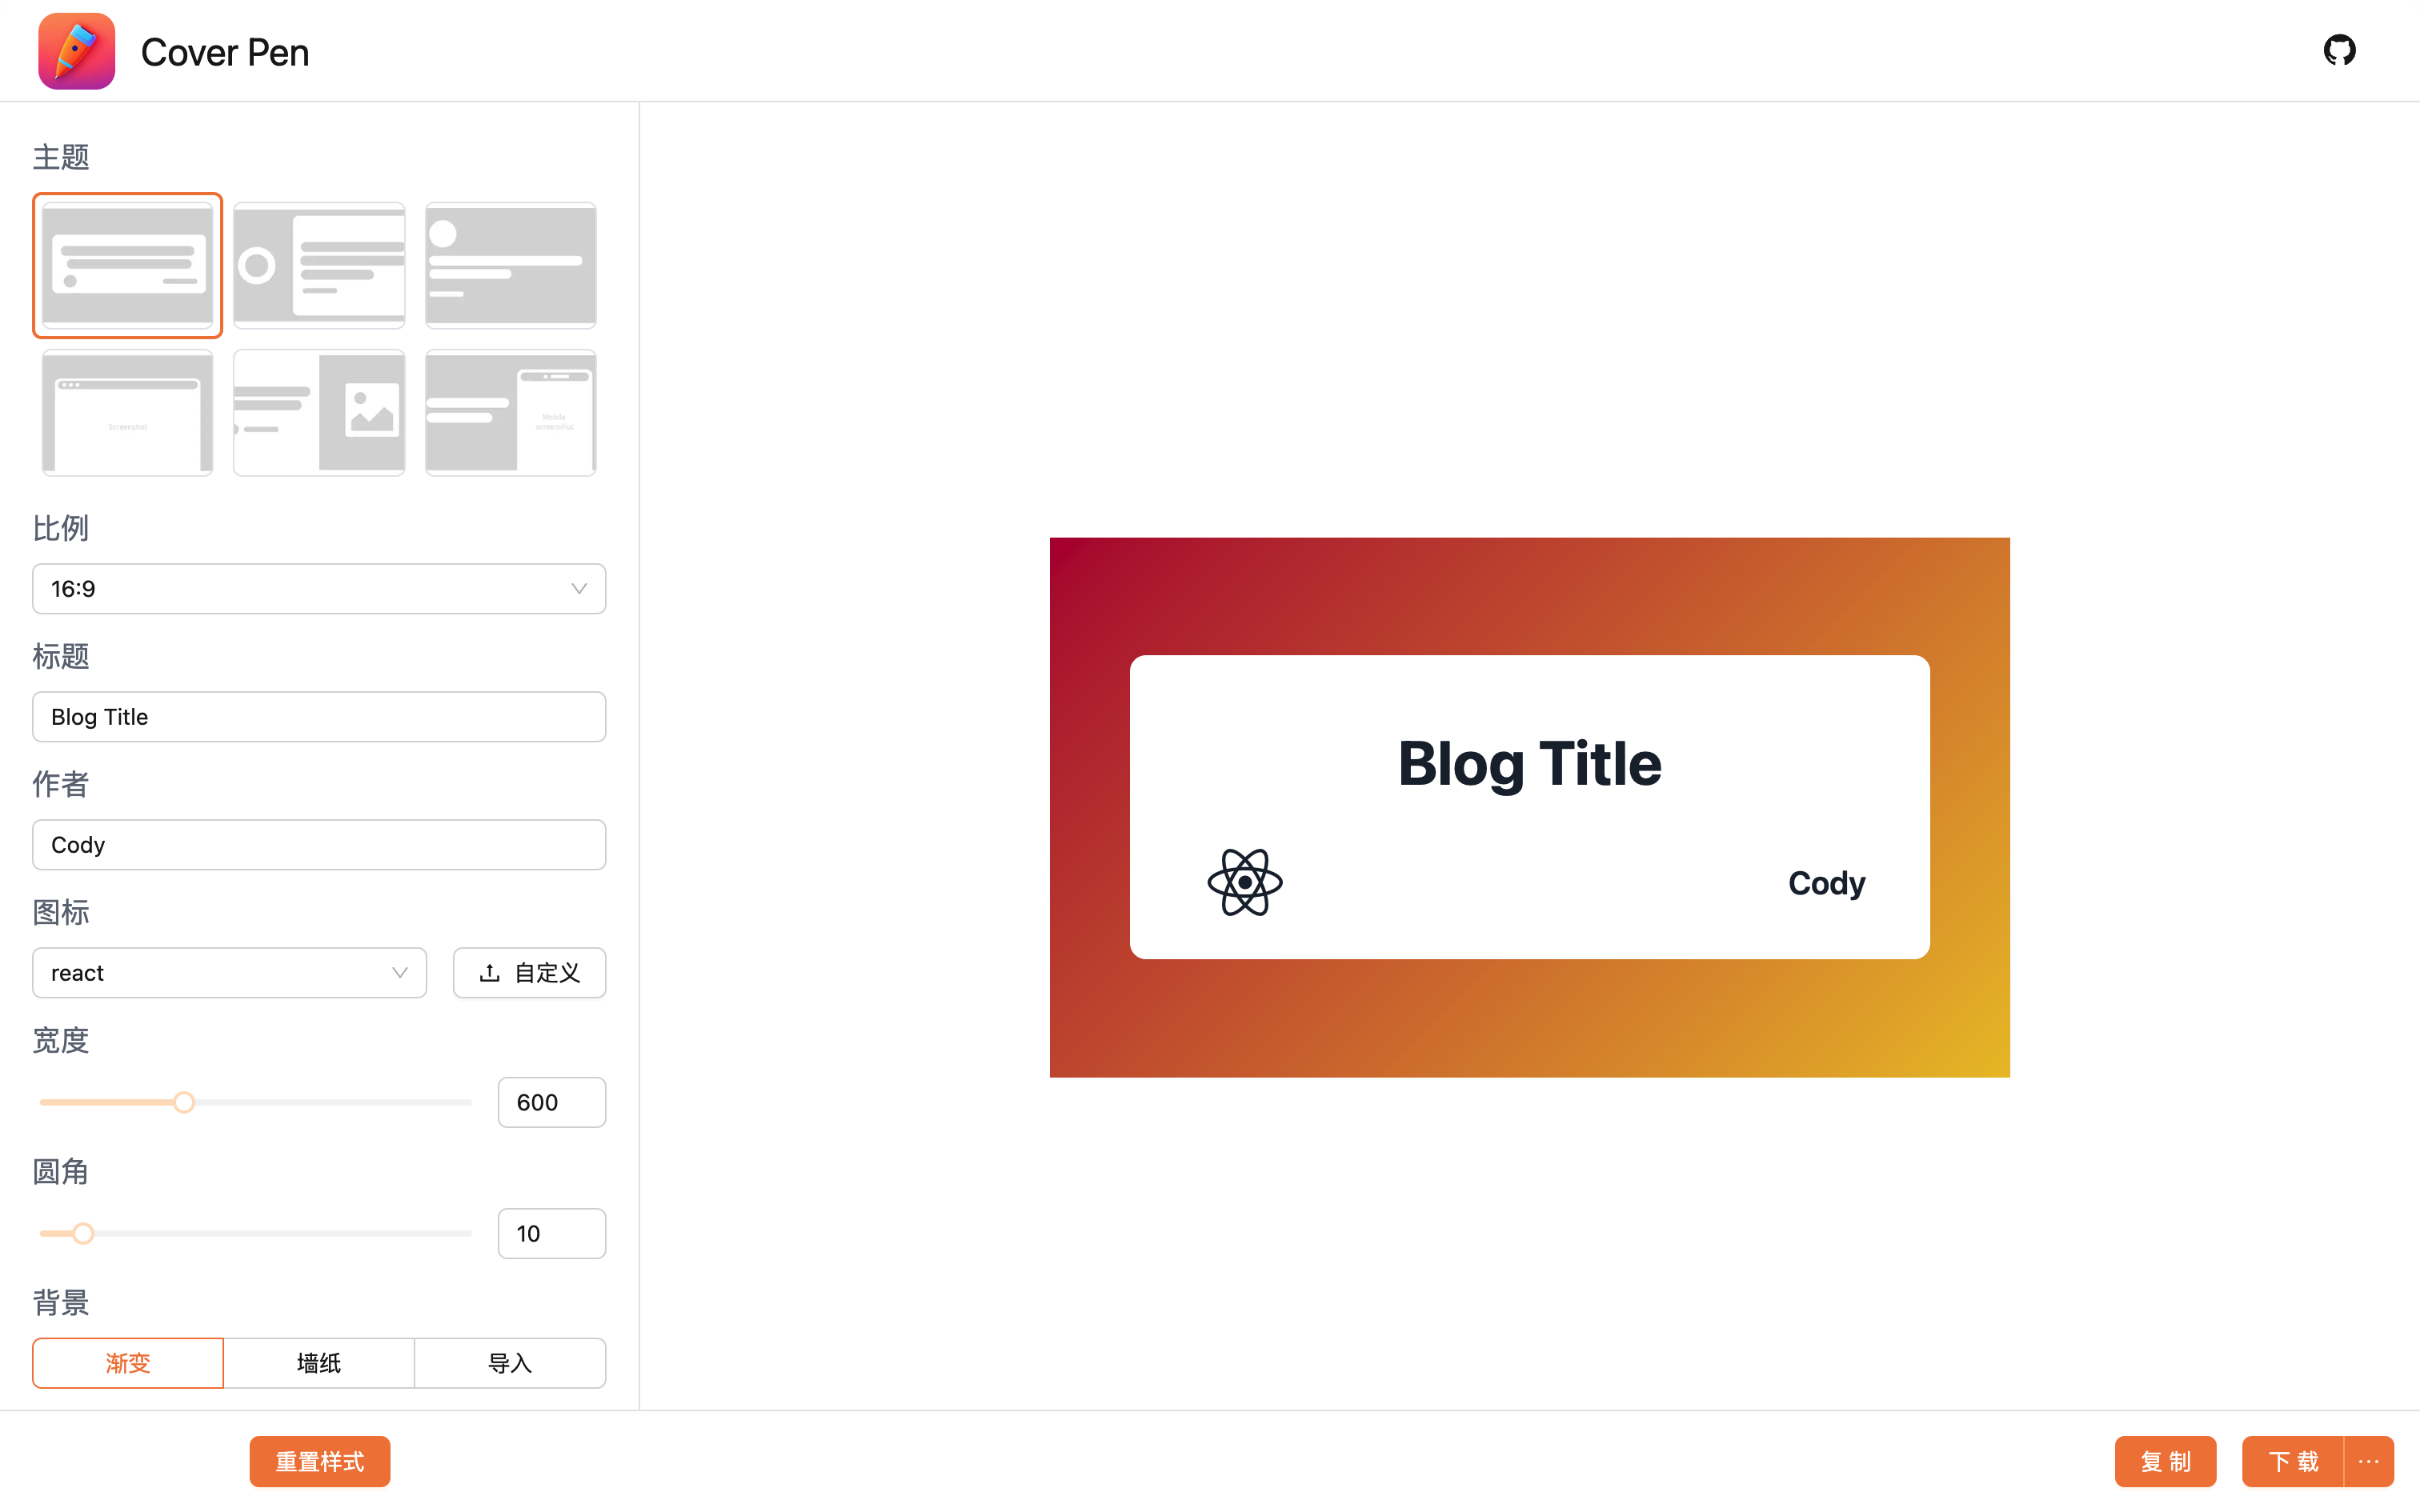 Cover Pen
主题
Screenshot
Mobile
screenshot
比例
16:9
标题
Blog Title
作者
Cody
图标
react
自定义
宽度
600
圆角
10
背景
渐变 墙纸 导入
Blog Title
Cody
重置样式
复 制
下 载 ···